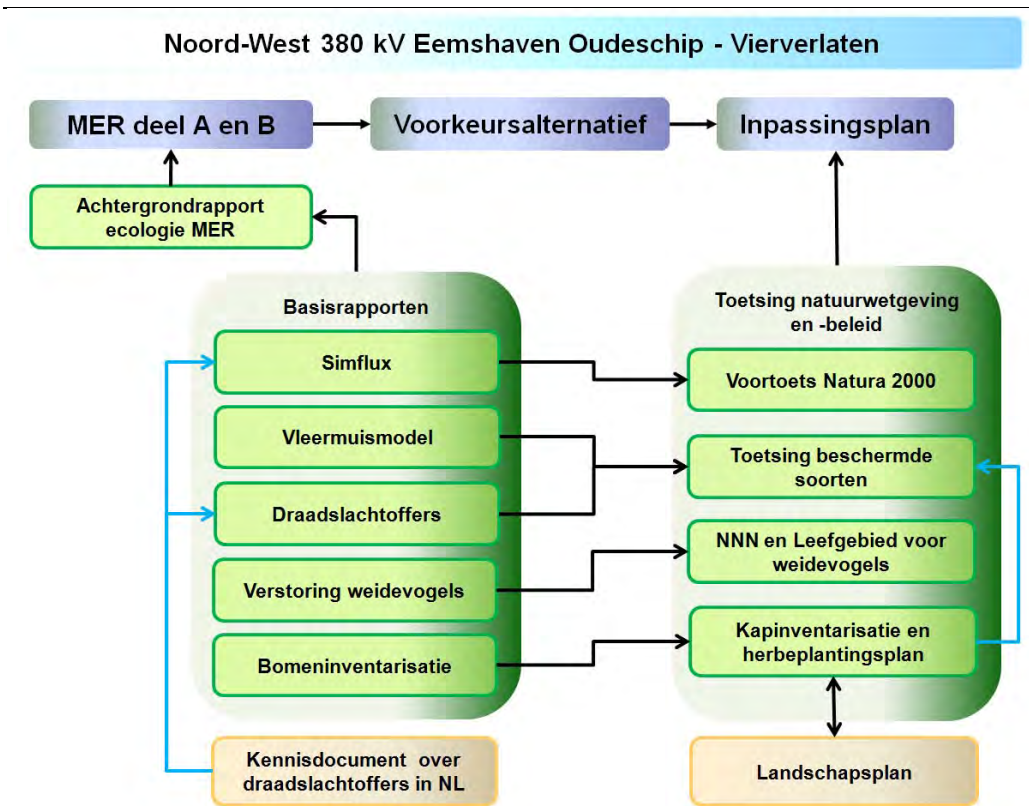 Noord-West 380 kV Eemshaven Oudeschip - Vierverlaten
MER deel A en B
Voorkeursalternatief
Inpassingsplan
Achtergrondrapport
ecologie MER
Basisrapporten
Simflux
Vleermuismodel
Draadslachtoffers
Verstoring weidevogels
Bomeninventarisatie
Kennisdocument over
draadslachtoffers in NL
Toetsing natuurwetgeving
en -beleid
Voortoets Natura 2000
Toetsing beschermde
soorten
NNN en Leefgebied voor
weidevogels
Kapinventarisatie en
herbeplantingsplan
Landschapsplan